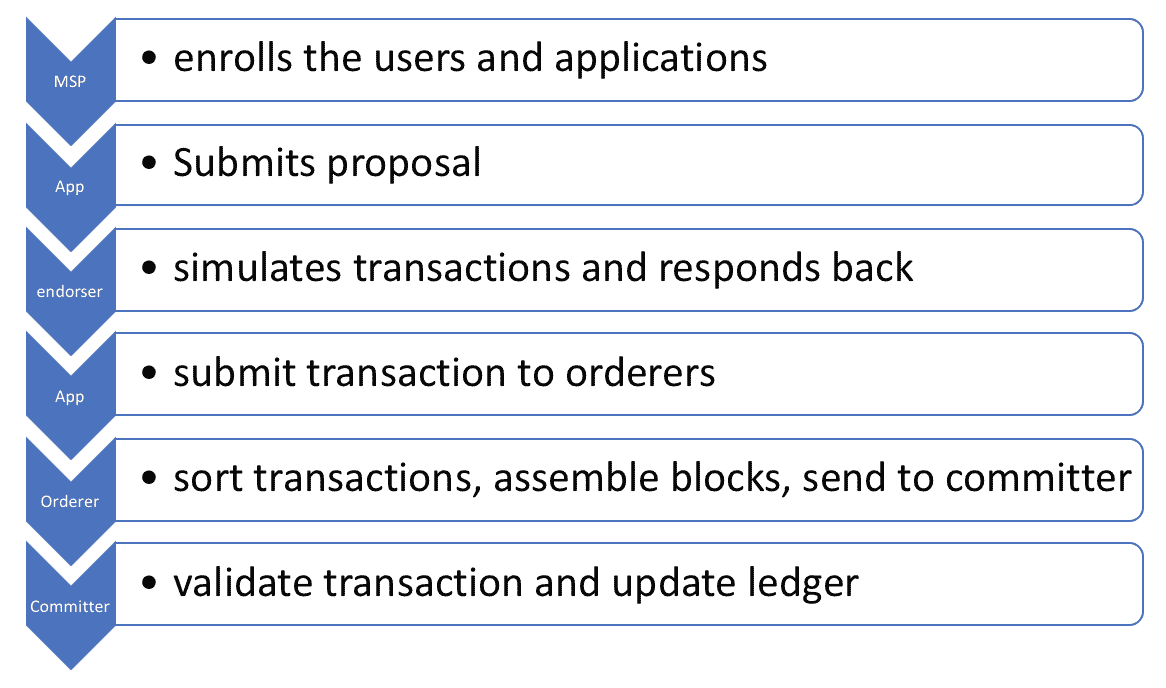 MSP
• enrolls the users and applications
App
• Submits proposal
endorser
• simulates transactions and responds back
App
• submit transaction to orderers
Orderer
• sort transactions, assemble blocks, send to committer
Committer
• validate transaction and update ledger